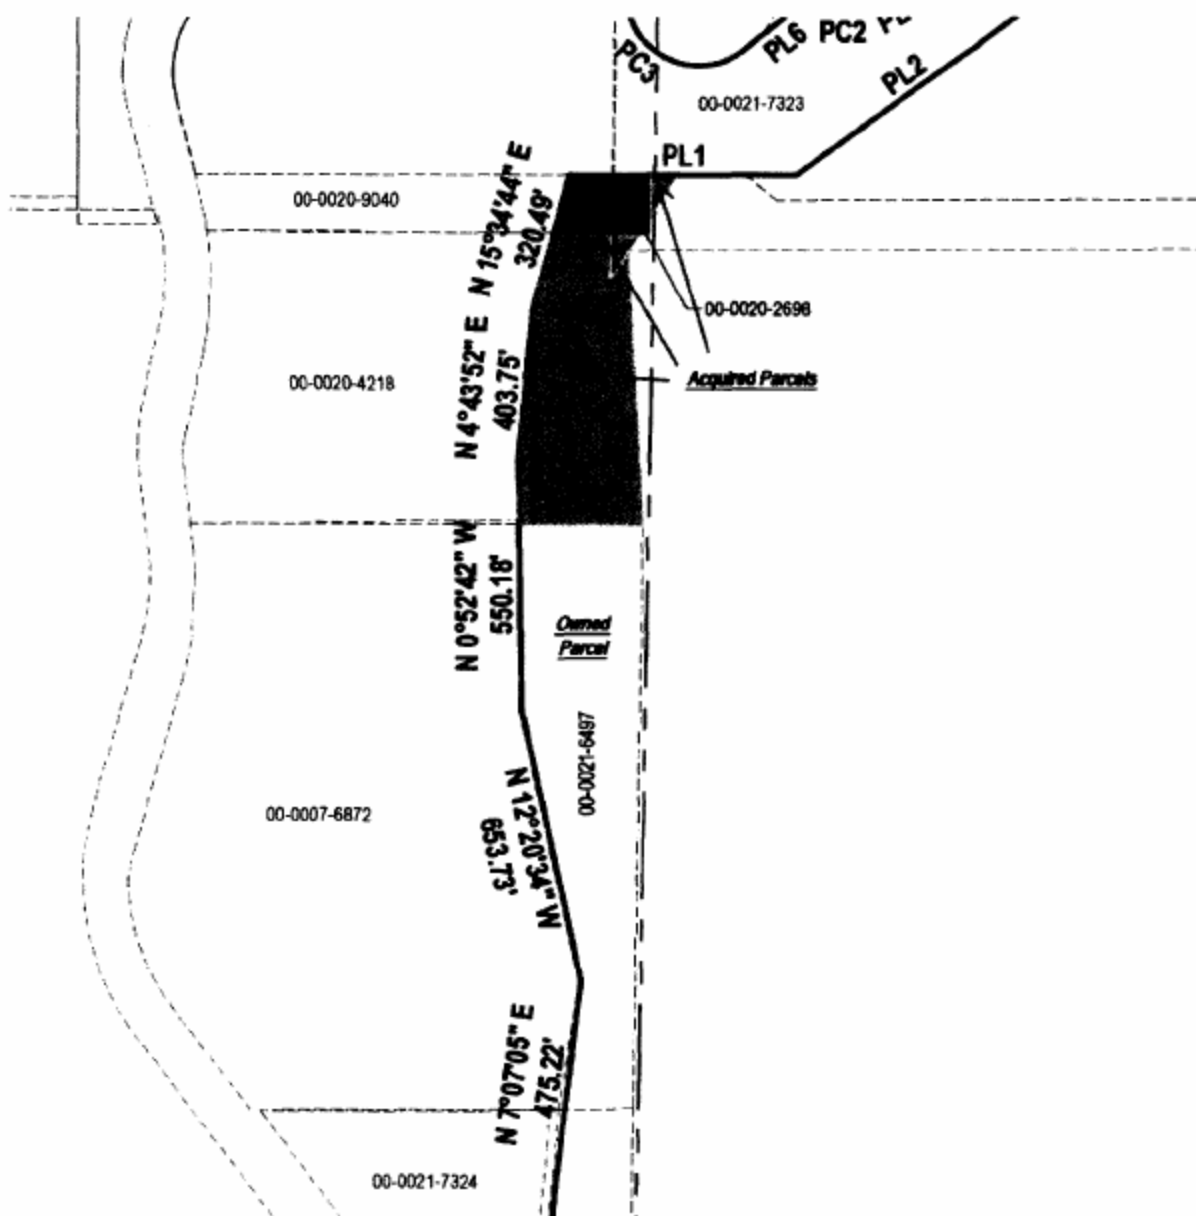 PC3
PL6
PC2
PL2
00-0021-7323
PL1
00-0020-9040
N 15°34'44" E
320.49'
00-0020-2698
N 4°43'52" E
403.75'
00-0020-4218
Acquired Parcels
N 0°52'42" W
550.18'
Owned
Parcel
00-0021-6497
N 12°20'34" W
653.73'
00-0007-6872
N 7°07'05" E
475.22'
00-0021-7324